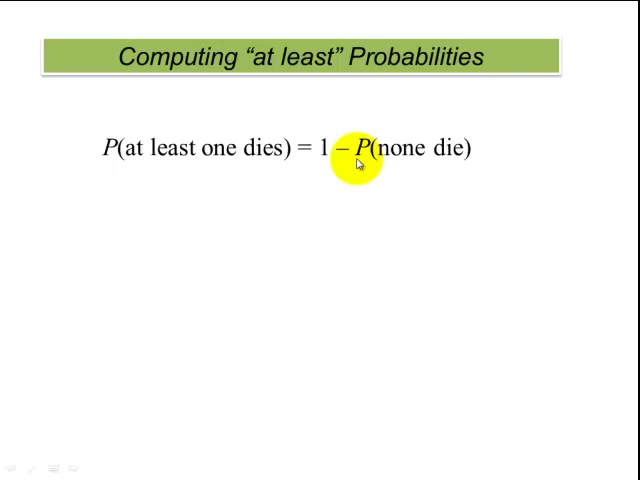 Computing “at least” Probabilities
P(at least one dies) = 1 – P(none die)